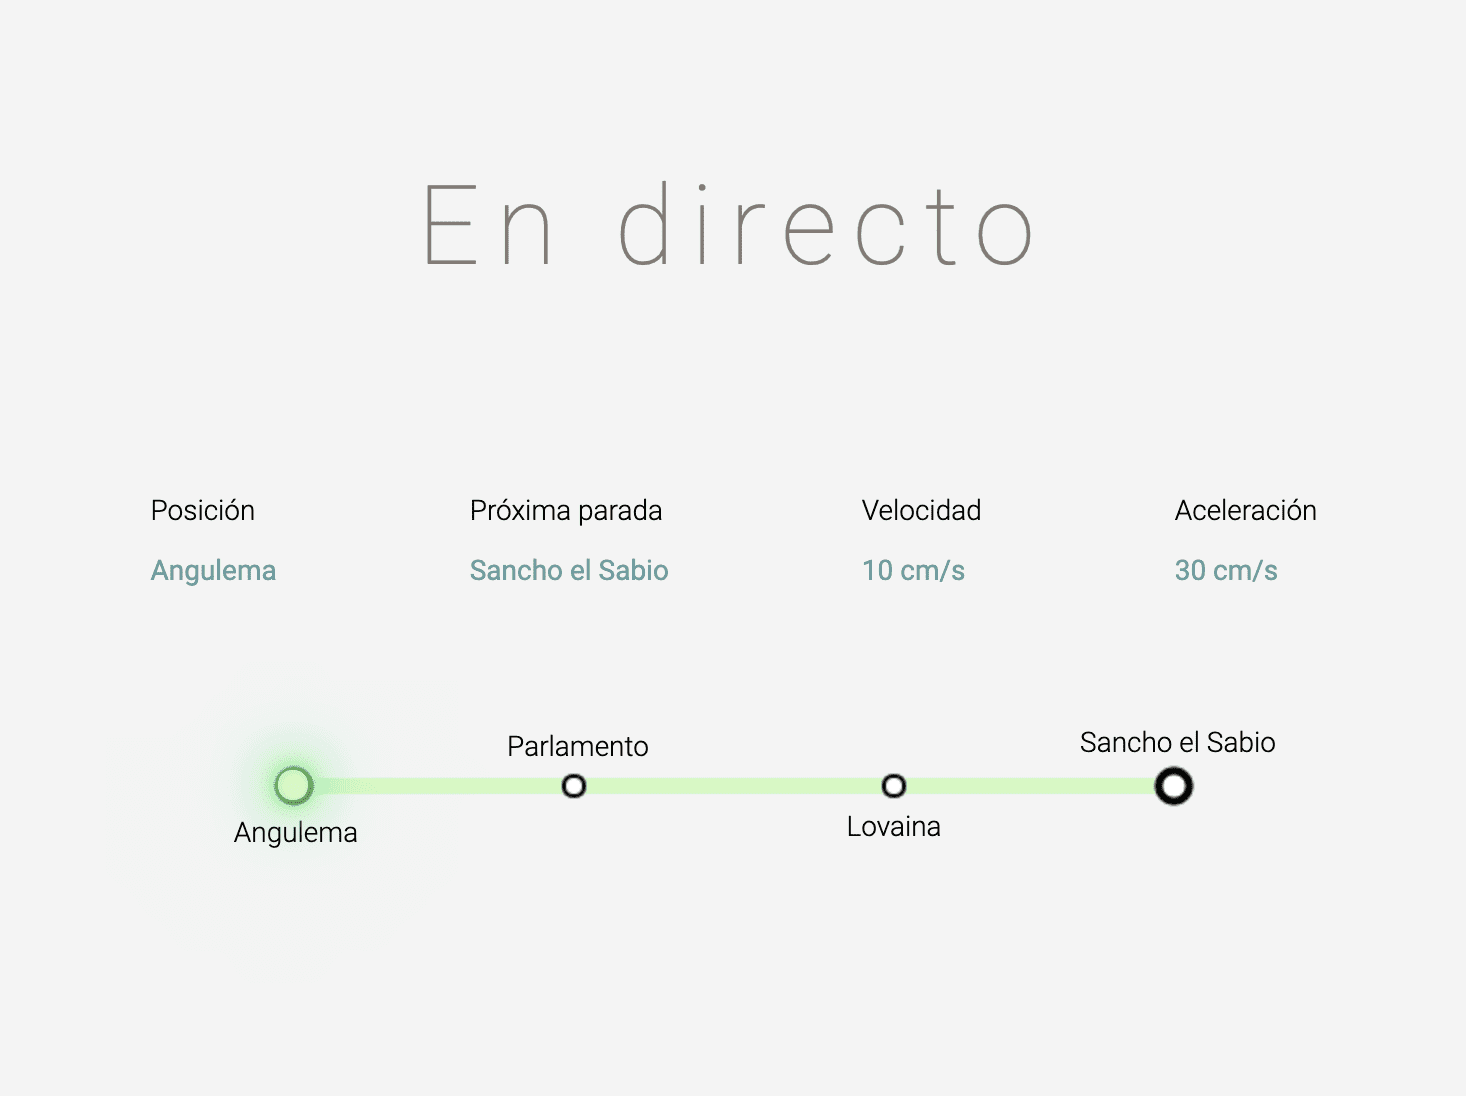 En directo
Posición
Próxima parada
Velocidad
Aceleración
Angulema
Sancho el Sabio
10 cm/s
30 cm/s
Parlamento
Sancho el Sabio
Angulema
Lovaina